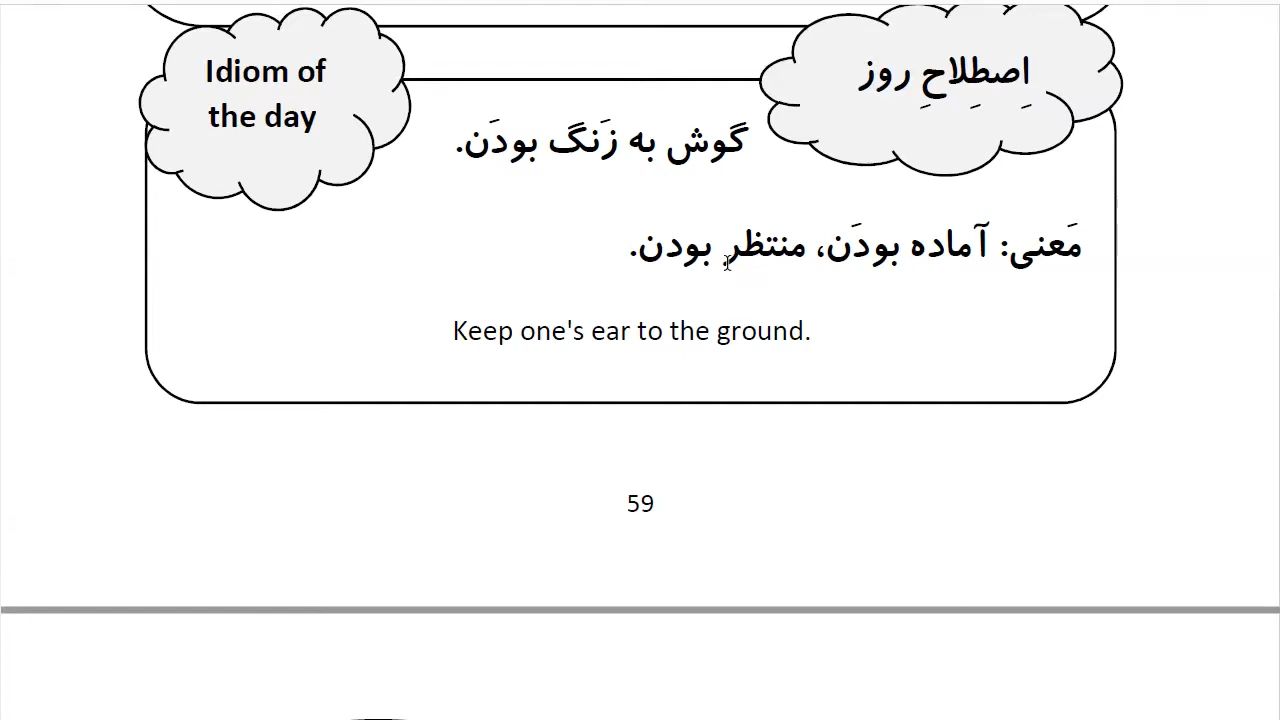 Idiom of
the day
اصطلاحِ روز
گوش به زَنگ بودَن.
مَعنی: آماده بودَن، منتظر بودن.
Keep one's ear to the ground.
59